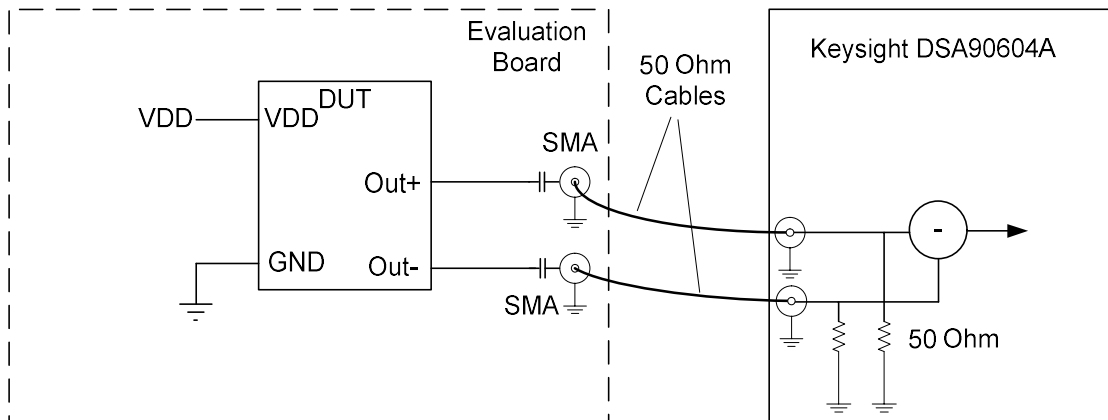 Evaluation
Board
Keysight DSA90604A
50 Ohm
Cables
DUT
VDD
VDD
SMA
Out+
-
GND
Out-
SMA
50 Ohm